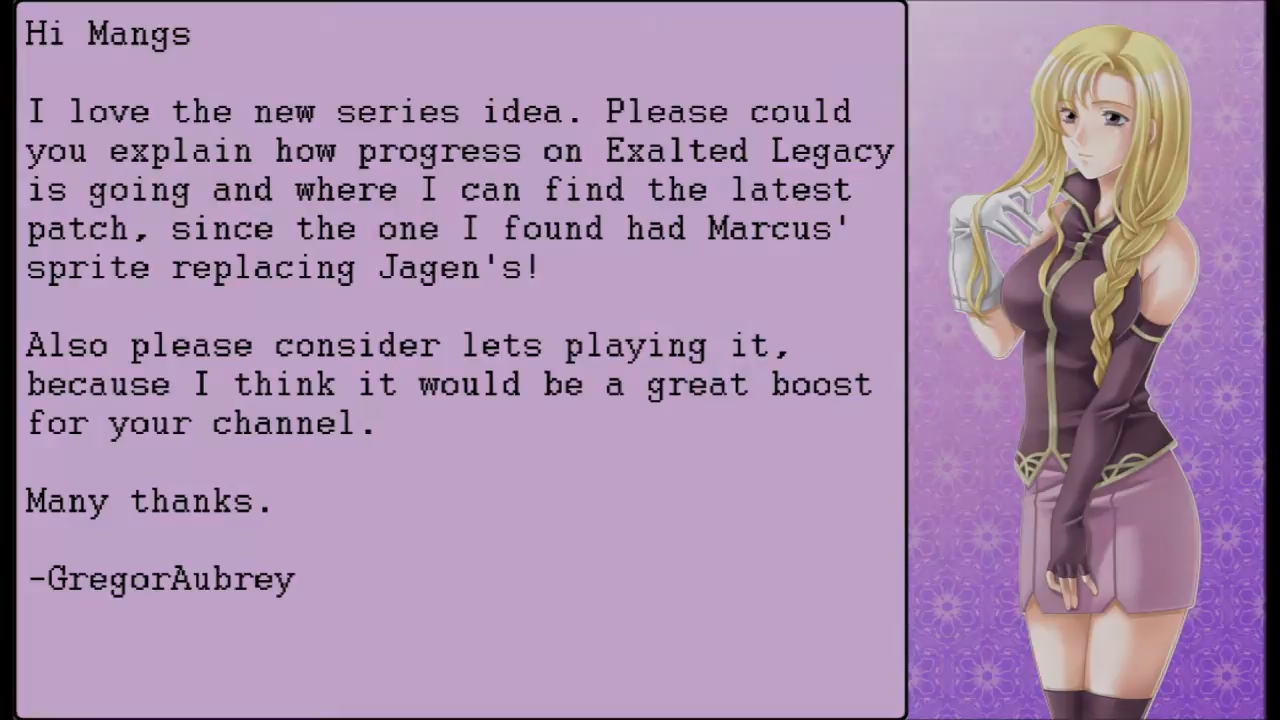 Hi Mangs
I love the new series idea. Please could
you explain how progress on Exalted Legacy
is going and where I can find the latest
patch, since the one I found had Marcus'
sprite replacing Jagen's!
Also please consider lets playing it,
because I think it would be a great boost
for your channel.
Many thanks.
-GregorAubrey